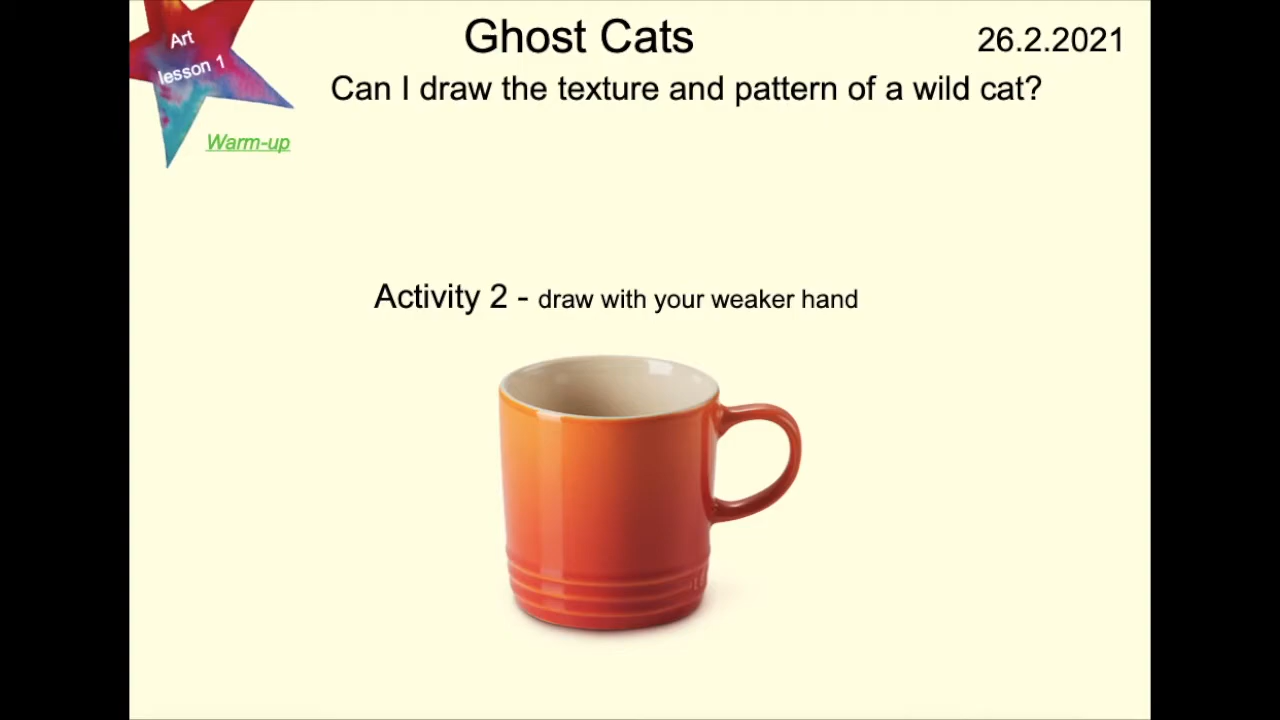 Art
lesson 1
Ghost Cats
26.2.2021
Can I draw the texture and pattern of a wild cat?
Warm-up
Activity 2 - draw with your weaker hand